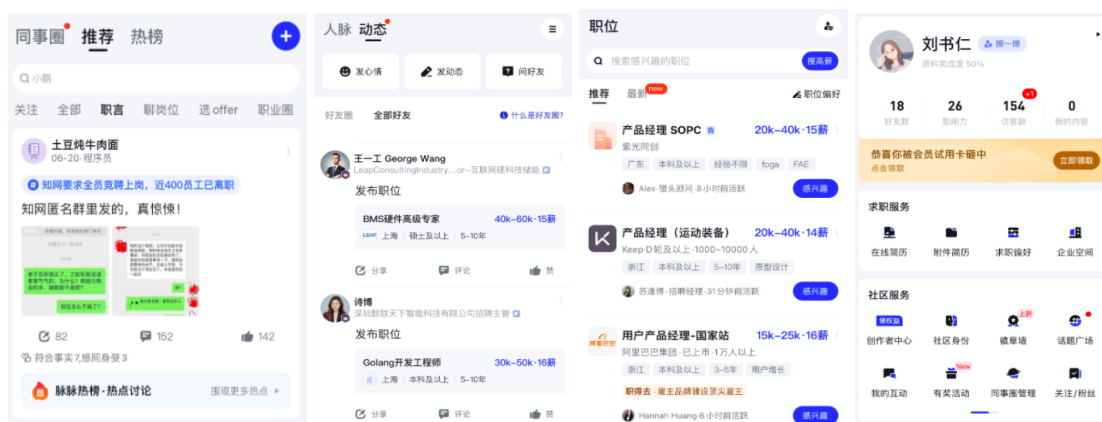 同事圈 推荐 热榜
小鹏
关注 全部 职言 聊岗位 选offer 职业圈
土豆炖牛肉面
06-20·程序员
知网要求全员竞聘上岗，近400员工已离职
知网匿名群里发的，真惊悚！
82 152 142
符合事实7,感同身受3
脉脉热榜·热点讨论 围观更多热点
人脉 动态
发心情 发动态 问好友
好友圈 全部好友 什么是好友圈?
王一工 George Wang
LeapConsultingIndustry...or-互联网硬科技储能
发布职位
BMS硬件高级专家 40k-60k·15薪
LEAP 上海 硕士及以上 5-10年
分享 评论 赞
诗博
深圳数联天下智能科技有限公司招聘主管
发布职位
Golang开发工程师 30k-50k·16薪
上海 本科及以上 5-10年
分享 评论 赞
职位
搜索感兴趣的职位 搜高薪
推荐 最新 new 职位偏好
产品经理 SOPC 20k-40k·15薪
紫光同创
广东 本科及以上 经验不限 fpga FAE
Alex·猎头顾问·8小时前活跃 感兴趣
产品经理（运动装备） 20k-40k·14薪
Keep·D轮及以上·1000~10000人
浙江 本科及以上 5-10年 原型设计
苏逢博·招聘经理·31分钟前活跃 感兴趣
用户产品经理-国家站 15k-25k·16薪
阿里巴巴集团·已上市·1万人以上
浙江 本科及以上 3-5年 用户增长
职得去 雇主品牌建设顶尖雇主
Hannah Huang·6小时前活跃 感兴趣
刘书仁 擦一擦
资料完成度 50%
+1
18 26 154 0
好友数 影响力 访客数 我的内容
恭喜你被会员试用卡砸中
点击领取
立即领取
求职服务
在线简历 附件简历 求职偏好 企业空间
社区服务
领权益 上新
创作者中心 社区身份 徽章墙 话题广场
New
我的互动 有奖活动 同事圈管理 关注/粉丝